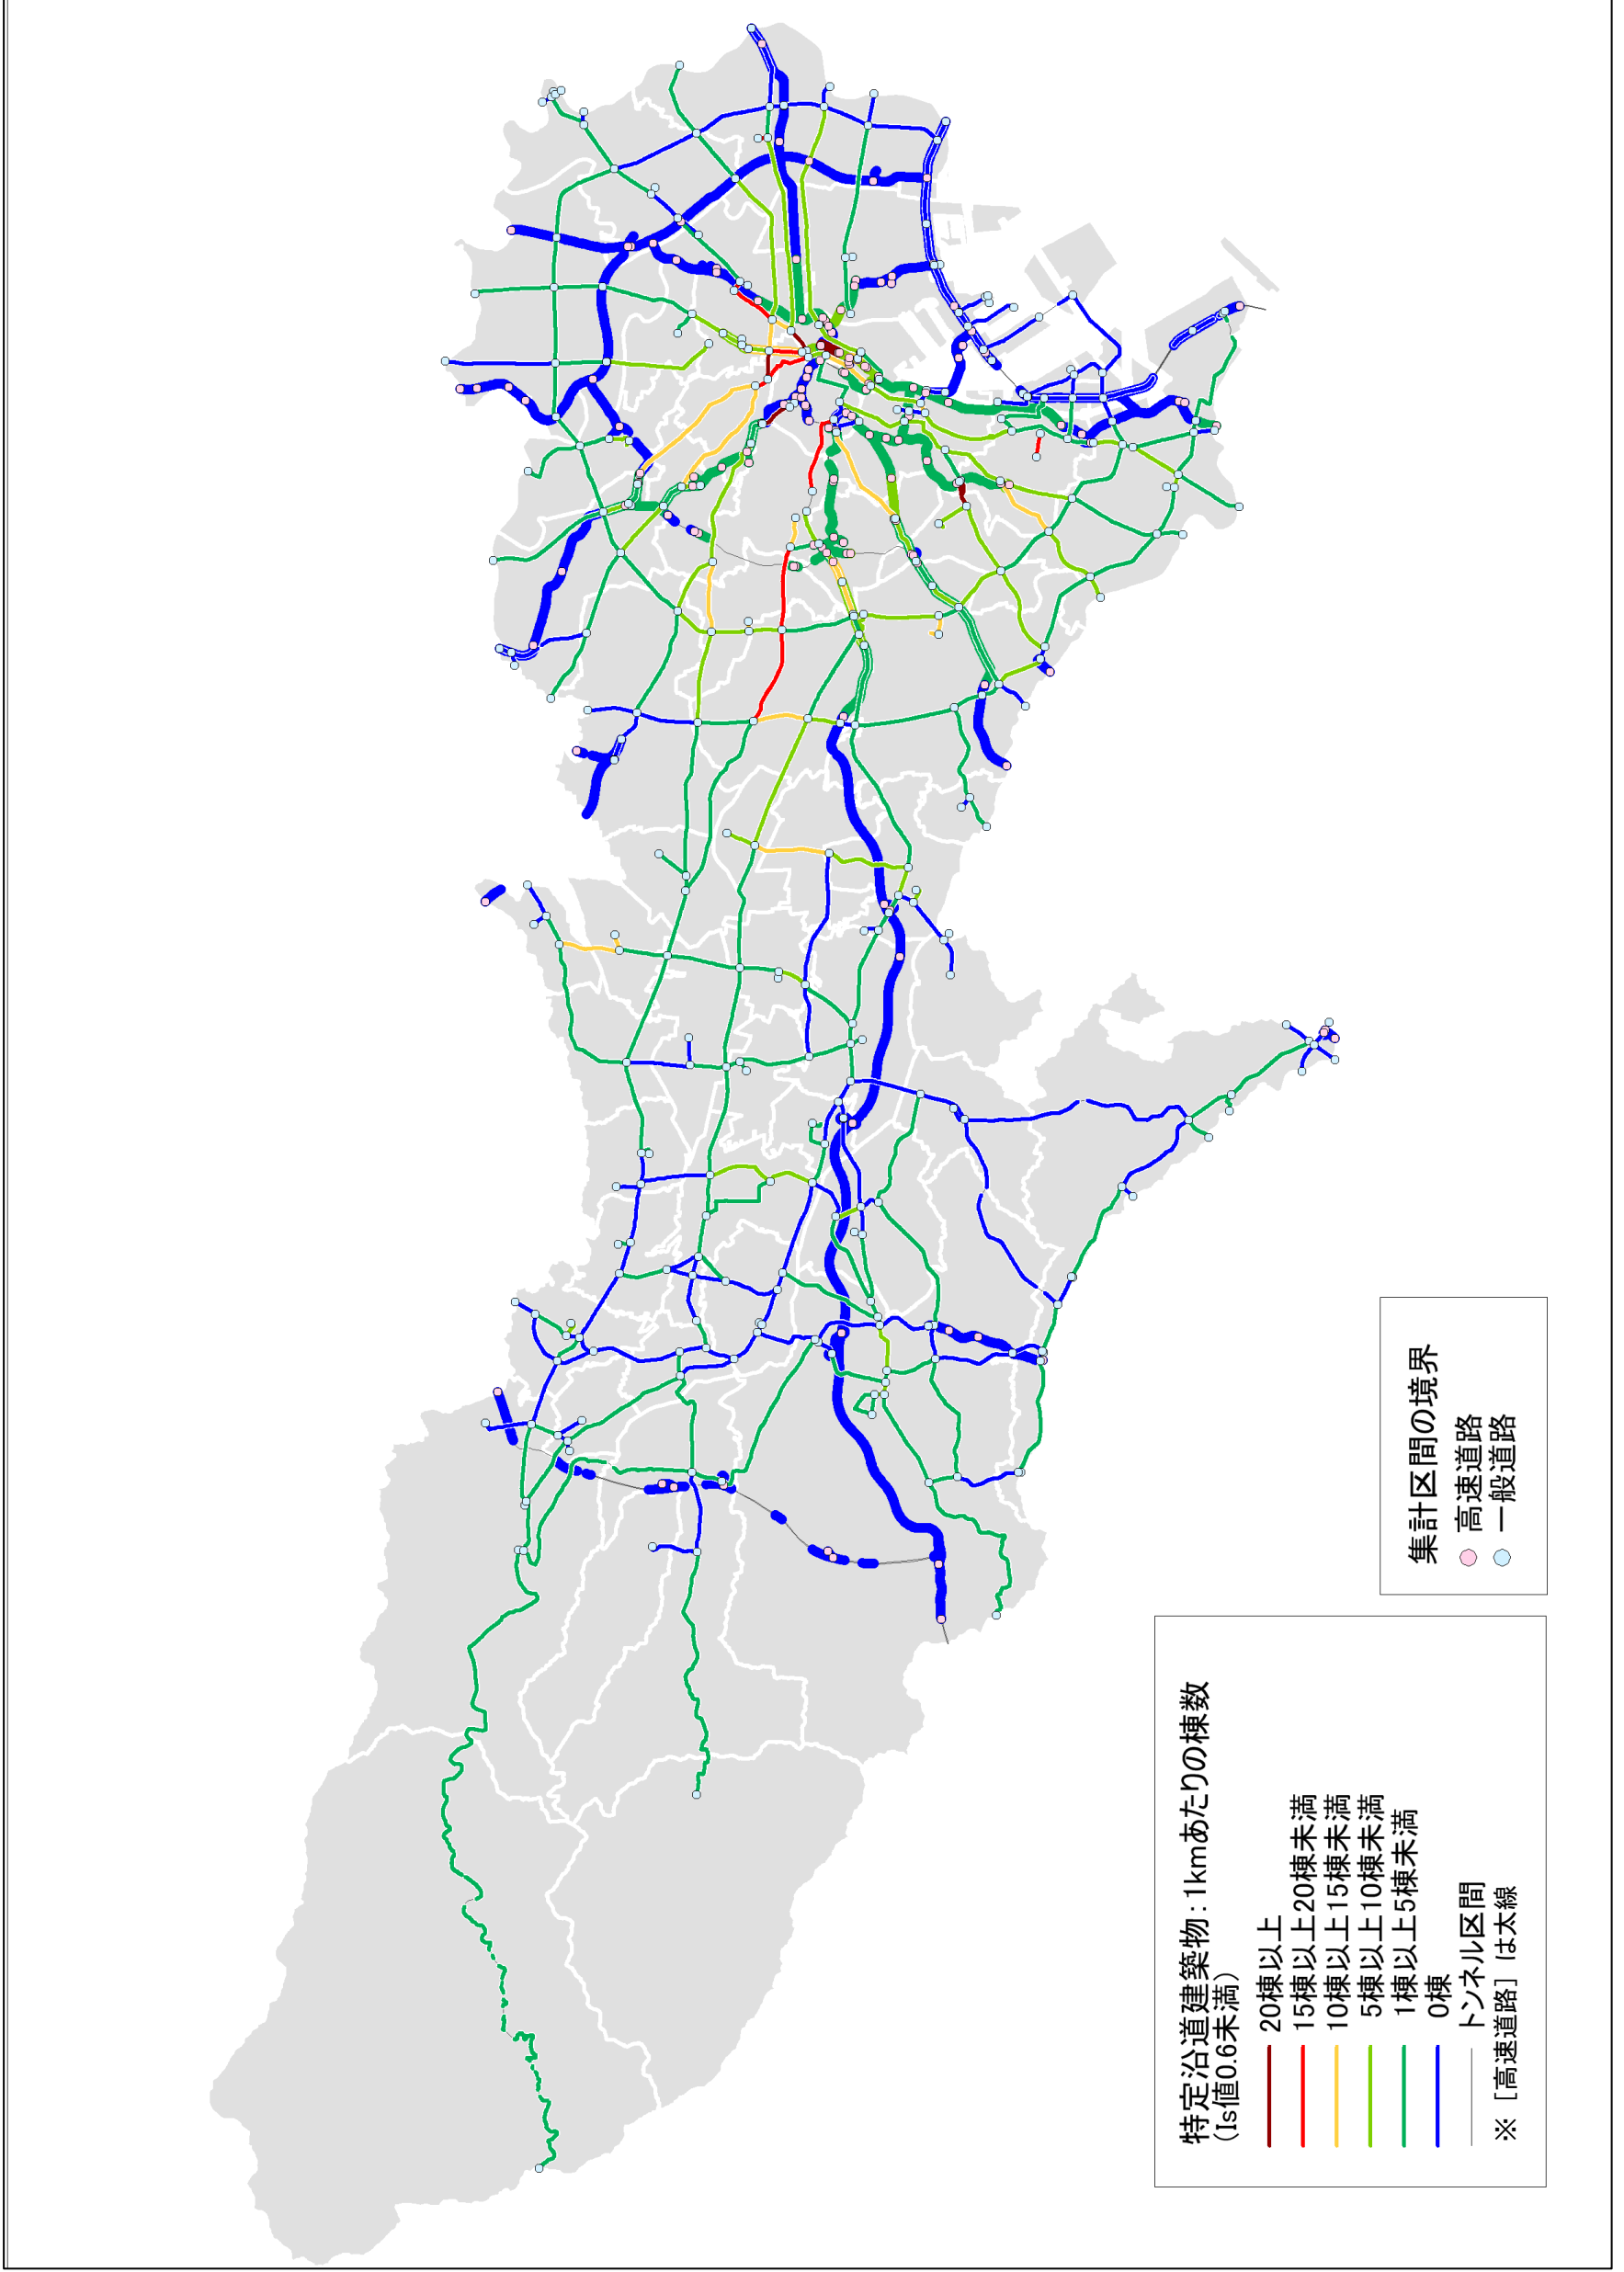 特定沿道建築物：1kmあたりの棟数
（Is値0.6未満）
20棟以上
15棟以上20棟未満
10棟以上15棟未満
5棟以上10棟未満
1棟以上5棟未満
0棟
トンネル区間
※［高速道路］は太線
集計区間の境界
高速道路
一般道路